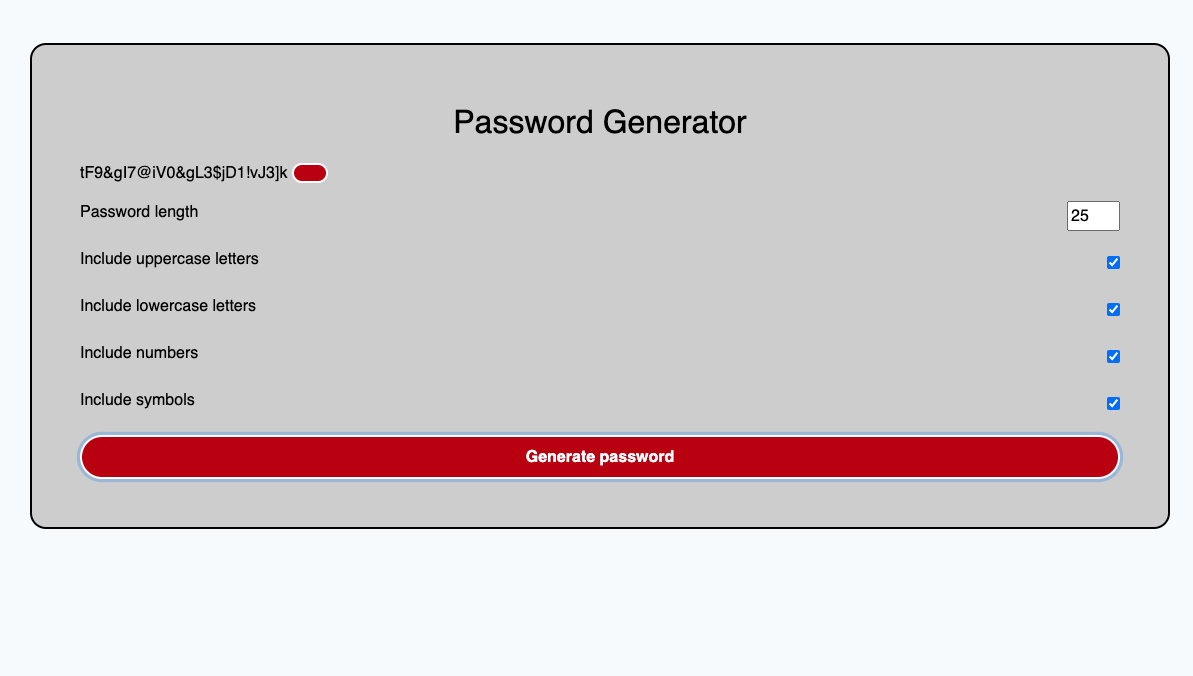 Password Generator
tF9&gI7@iV0&gL3$jD1!vJ3]k
Password length
25
Include uppercase letters
Include lowercase letters
Include numbers
Include symbols
Generate password